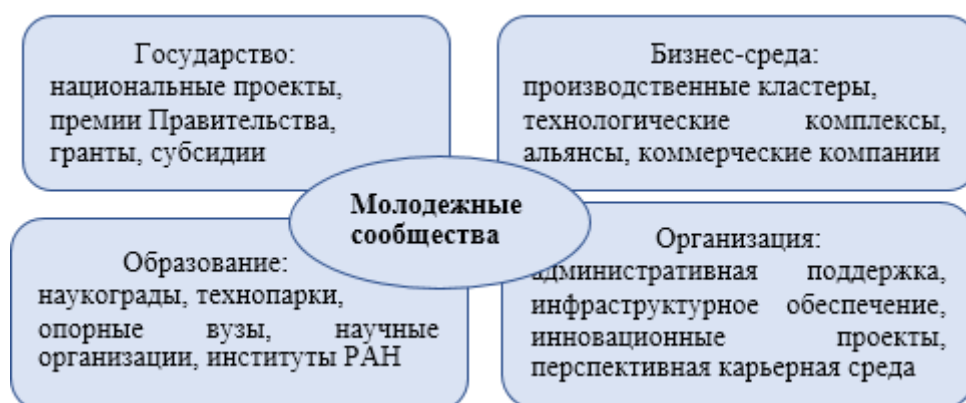 Государство:
национальные проекты,
премии Правительства,
гранты, субсидии
Бизнес-среда:
производственные кластеры,
технологические комплексы,
альянсы, коммерческие компании
Молодежные
сообщества
Образование:
наукограды, технопарки,
опорные вузы, научные
организации, институты РАН
Организация:
административная поддержка,
инфраструктурное обеспечение,
инновационные проекты,
перспективная карьерная среда